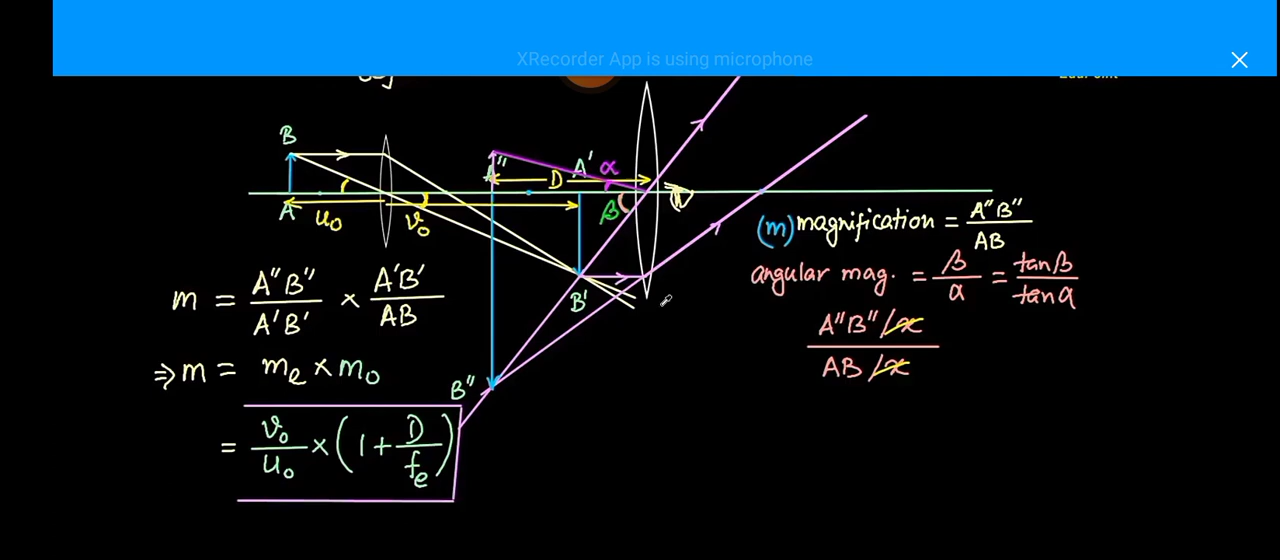 XRecorder App is using microphone
B
A" A' α
D
A u₀ v₀ β
(m) magnification = A"B" / AB
angular mag. = β/α = tanβ/tanα
m = A"B"/A'B' × A'B'/AB
B'
A"B"/x / AB/x
⇒ m = mₑ × m₀
B"
= v₀/u₀ × (1 + D/fₑ)